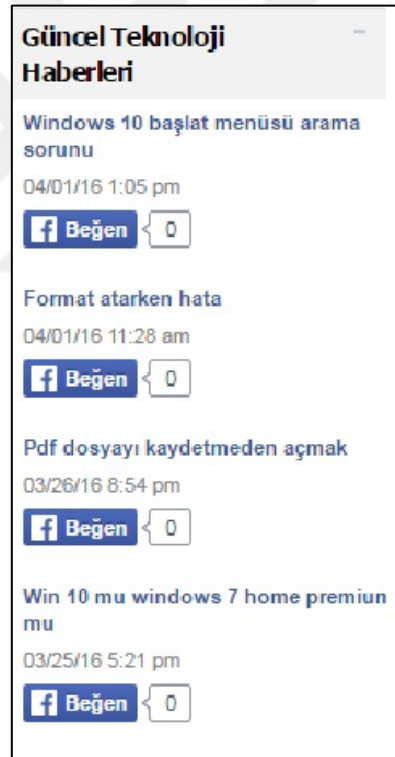 Güncel Teknoloji
Haberleri
Windows 10 başlat menüsü arama
sorunu
04/01/16 1:05 pm
Beğen 0
Format atarken hata
04/01/16 11:28 am
Beğen 0
Pdf dosyayı kaydetmeden açmak
03/26/16 8:54 pm
Beğen 0
Win 10 mu windows 7 home premiun
mu
03/25/16 5:21 pm
Beğen 0